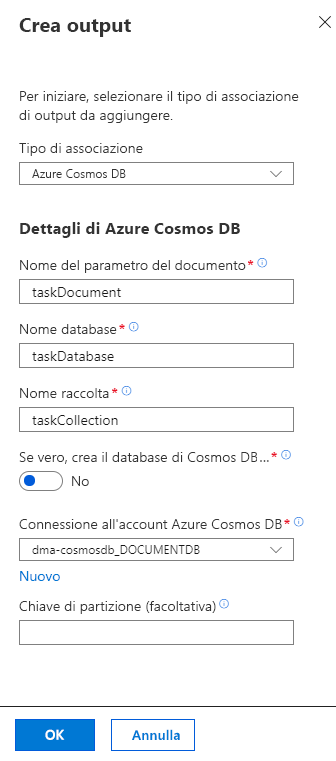 Crea output
Per iniziare, selezionare il tipo di associazione
di output da aggiungere.
Tipo di associazione
Azure Cosmos DB
Dettagli di Azure Cosmos DB
Nome del parametro del documento*
taskDocument
Nome database*
taskDatabase
Nome raccolta*
taskCollection
Se vero, crea il database di Cosmos DB...*
No
Connessione all'account Azure Cosmos DB*
dma-cosmosdb_DOCUMENTDB
Nuovo
Chiave di partizione (facoltativa)
OK
Annulla